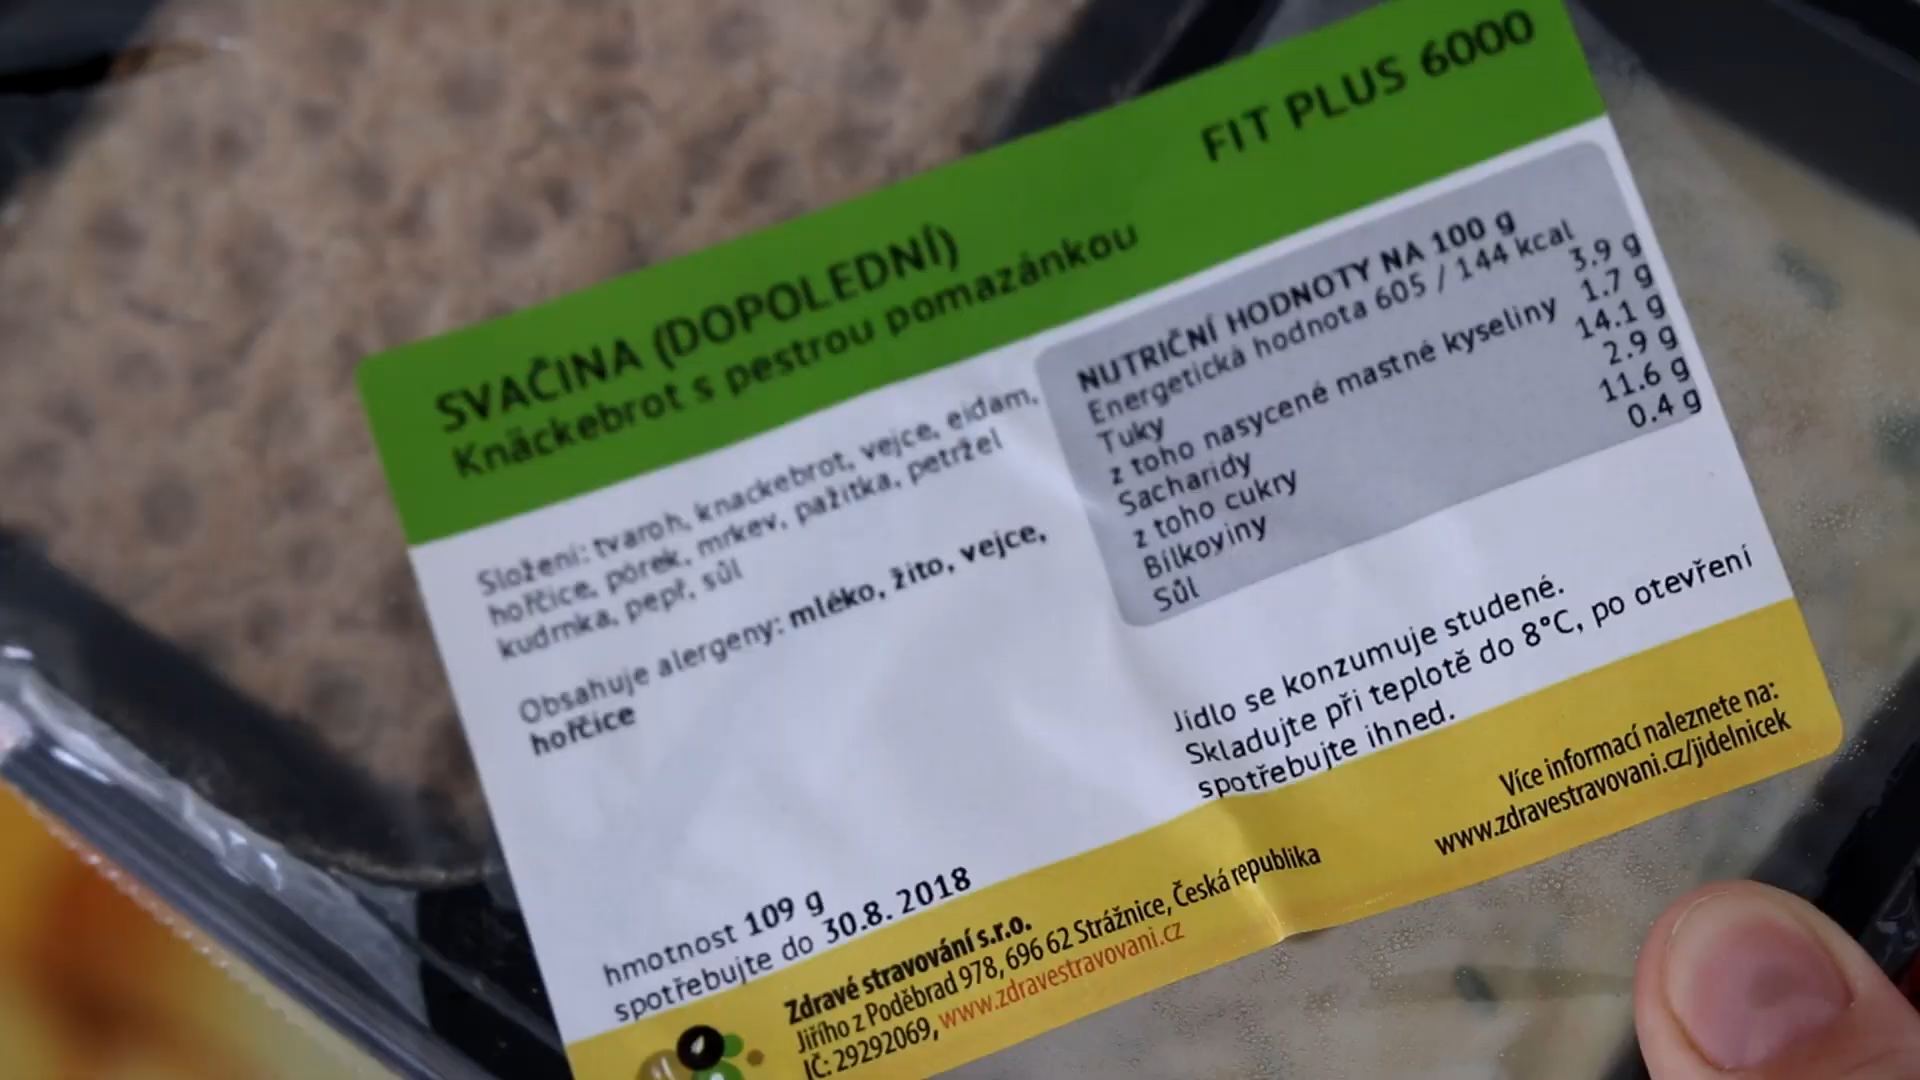 FIT PLUS 6000
SVAČINA (DOPOLEDNÍ)
Knäckebrot s pestrou pomazánkou
Složení: tvaroh, knackebrot, vejce, eidam,
hořčice, pórek, mrkev, pažitka, petržel
kudrnka, pepř, sůl
Obsahuje alergeny: mléko, žito, vejce,
hořčice
hmotnost 109 g
spotřebujte do 30.8. 2018
NUTRIČNÍ HODNOTY NA 100 g
Energetická hodnota 605 / 144 kcal
Tuky 3.9 g
z toho nasycené mastné kyseliny 1.7 g
Sacharidy 14.1 g
z toho cukry 2.9 g
Bílkoviny 11.6 g
Sůl 0.4 g
Jídlo se konzumuje studené.
Skladujte při teplotě do 8°C, po otevření
spotřebujte ihned.
Zdravé stravování s.r.o.
Jiřího z Poděbrad 978, 696 62 Strážnice, Česká republika
IČ: 29292069, www.zdravestravovani.cz
Více informací naleznete na:
www.zdravestravovani.cz/jidelnicek